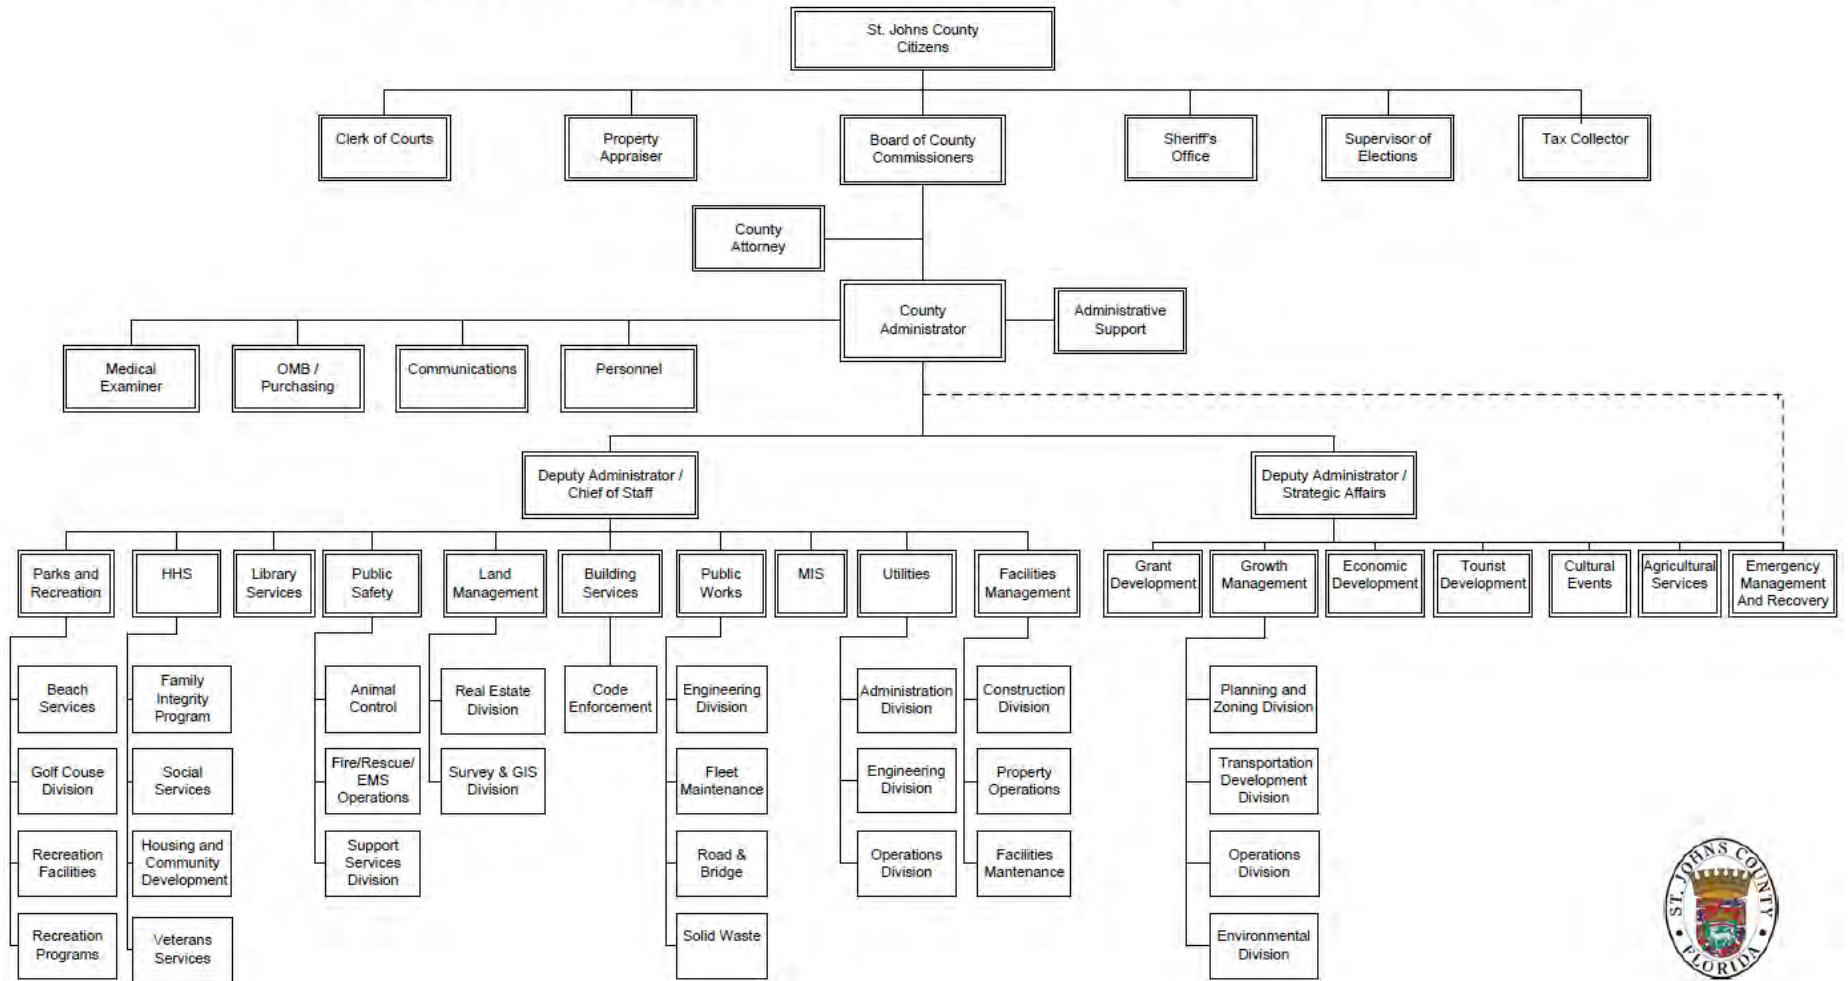 St. Johns County
Citizens
Clerk of Courts
Property
Appraiser
Board of County
Commissioners
Sheriff's
Office
Supervisor of
Elections
Tax Collector
County
Attorney
County
Administrator
Administrative
Support
Medical
Examiner
OMB /
Purchasing
Communications
Personnel
Deputy Administrator /
Chief of Staff
Deputy Administrator /
Strategic Affairs
Parks and
Recreation
HHS
Library
Services
Public
Safety
Land
Management
Building
Services
Public
Works
MIS
Utilities
Facilities
Management
Grant
Development
Growth
Management
Economic
Development
Tourist
Development
Cultural
Events
Agricultural
Services
Emergency
Management
And Recovery
Beach
Services
Family
Integrity
Program
Animal
Control
Real Estate
Division
Code
Enforcement
Engineering
Division
Administration
Division
Construction
Division
Planning and
Zoning Division
Golf Couse
Division
Social
Services
Fire/Rescue/
EMS
Operations
Survey & GIS
Division
Fleet
Maintenance
Engineering
Division
Property
Operations
Transportation
Development
Division
Recreation
Facilities
Housing and
Community
Development
Support
Services
Division
Road &
Bridge
Operations
Division
Facilities
Mantenance
Operations
Division
Recreation
Programs
Veterans
Services
Solid Waste
Environmental
Division
ST. JOHNS COUNTY
FLORIDA